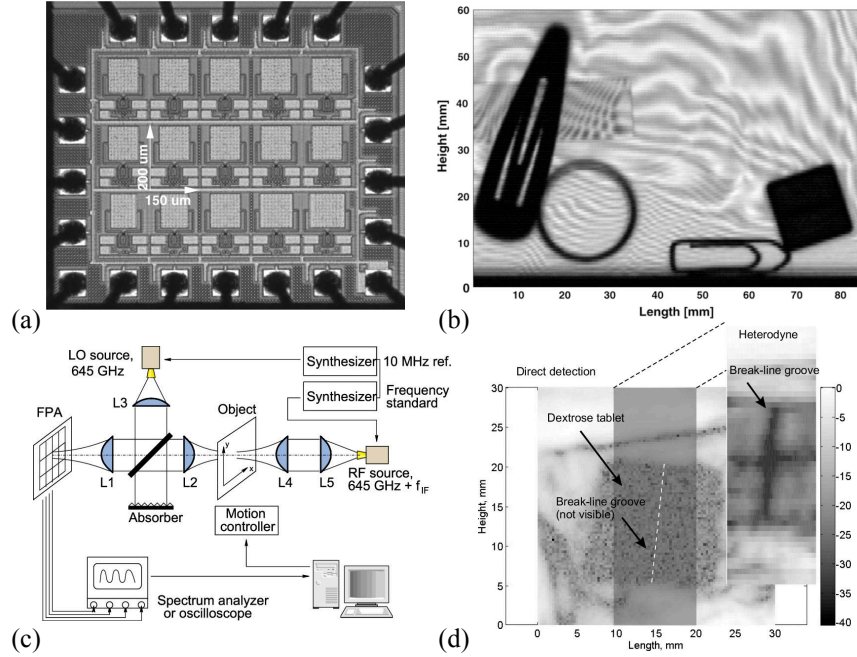 200 um
150 um
(a)
Height [mm]
60
50
40
30
20
10
0
10
20
30
40
50
60
70
80
Length [mm]
(b)
LO source,
645 GHz
Synthesizer
10 MHz ref.
Synthesizer
Frequency
standard
FPA
L3
Object
y
x
L1
L2
L4
L5
RF source,
645 GHz + fIF
Absorber
Motion
controller
Spectrum analyzer
or oscilloscope
(c)
Heterodyne
Break-line
groove
Direct detection
Dextrose tablet
Break-line groove
(not visible)
Height, mm
30
25
20
15
10
5
0
0
5
10
15
20
25
30
Length, mm
0
-5
-10
-15
-20
-25
-30
-35
-40
(d)